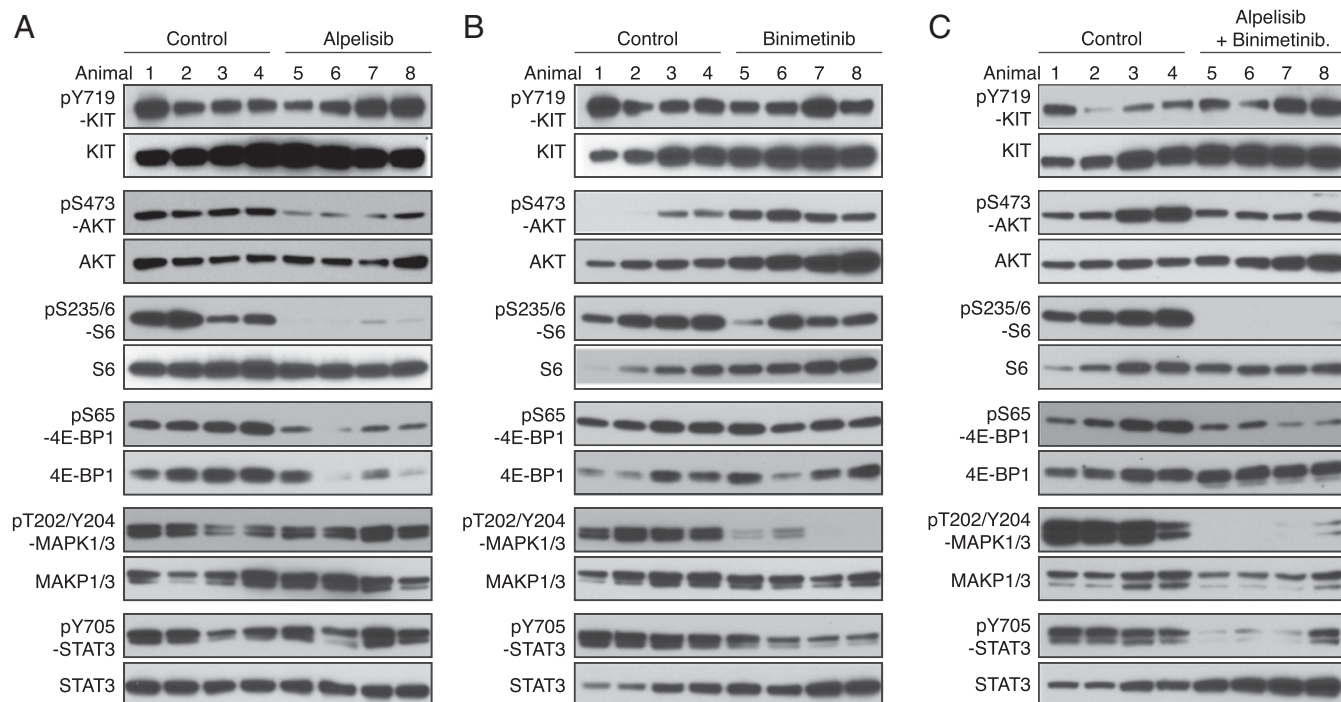 A
Control Alpelisib
Animal 1 2 3 4 5 6 7 8
pY719
-KIT
KIT
pS473
-AKT
AKT
pS235/6
-S6
S6
pS65
-4E-BP1
4E-BP1
pT202/Y204
-MAPK1/3
MAKP1/3
pY705
-STAT3
STAT3
B
Control Binimetinib
Animal 1 2 3 4 5 6 7 8
pY719
-KIT
KIT
pS473
-AKT
AKT
pS235/6
-S6
S6
pS65
-4E-BP1
4E-BP1
pT202/Y204
-MAPK1/3
MAKP1/3
pY705
-STAT3
STAT3
C
Control Alpelisib
+ Binimetinib.
Animal 1 2 3 4 5 6 7 8
pY719
-KIT
KIT
pS473
-AKT
AKT
pS235/6
-S6
S6
pS65
-4E-BP1
4E-BP1
pT202/Y204
-MAPK1/3
MAKP1/3
pY705
-STAT3
STAT3